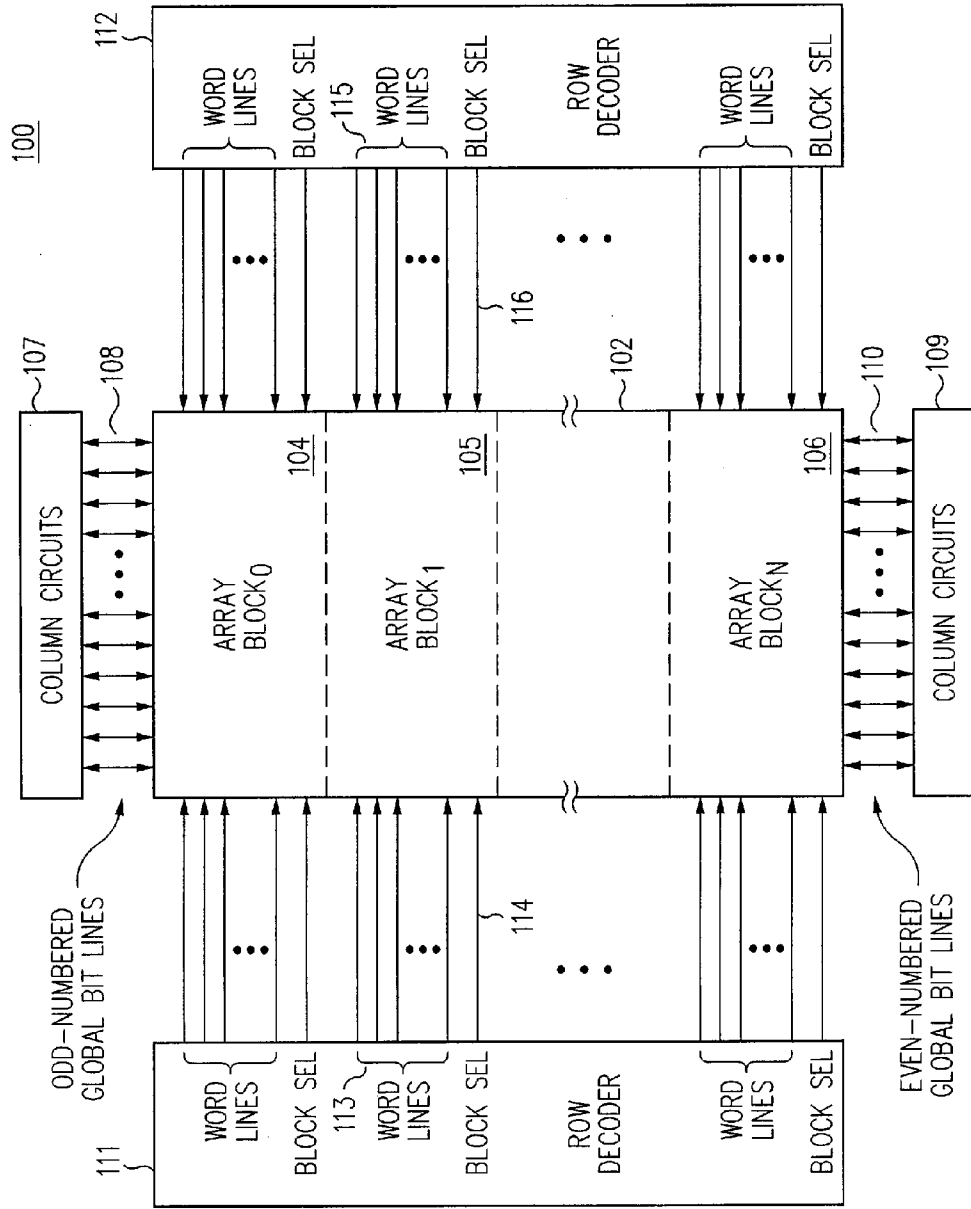 100
107
COLUMN CIRCUITS
108
ODD-NUMBERED
GLOBAL BIT LINES
111
WORD
LINES
BLOCK SEL
113
WORD
LINES
BLOCK SEL
114
ROW
DECODER
WORD
LINES
BLOCK SEL
ARRAY
BLOCK0
104
ARRAY
BLOCK1
105
102
ARRAY
BLOCKN
106
112
WORD
LINES
BLOCK SEL
115
WORD
LINES
BLOCK SEL
116
ROW
DECODER
WORD
LINES
BLOCK SEL
EVEN-NUMBERED
GLOBAL BIT LINES
110
109
COLUMN CIRCUITS